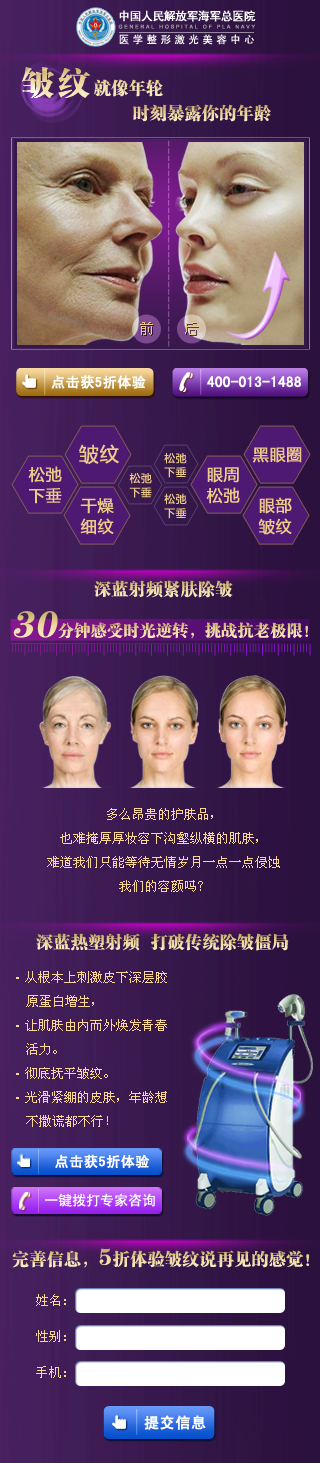 中国人民解放军海军总医院
GENERAL HOSPITAL OF PLA NAVY
医学整形激光美容中心
皱纹就像年轮
时刻暴露你的年龄
前
后
点击获5折体验
400-013-1488
松弛
下垂
皱纹
干燥
细纹
松弛
下垂
松弛
下垂
松弛
下垂
眼周
松弛
黑眼圈
眼部
皱纹
深蓝射频紧肤除皱
30分钟感受时光逆转，挑战抗老极限！
多么昂贵的护肤品，
也难掩厚厚妆容下沟壑纵横的肌肤，
难道我们只能等待无情岁月一点一点侵蚀
我们的容颜吗？
深蓝热塑射频 打破传统除皱僵局
- 从根本上刺激皮下深层胶
原蛋白增生，
- 让肌肤由内而外焕发青春
活力。
- 彻底抚平皱纹。
- 光滑紧绷的皮肤，年龄想
不撒谎都不行！
点击获5折体验
一键拨打专家咨询
完善信息，5折体验皱纹说再见的感觉！
姓名：
性别：
手机：
提交信息